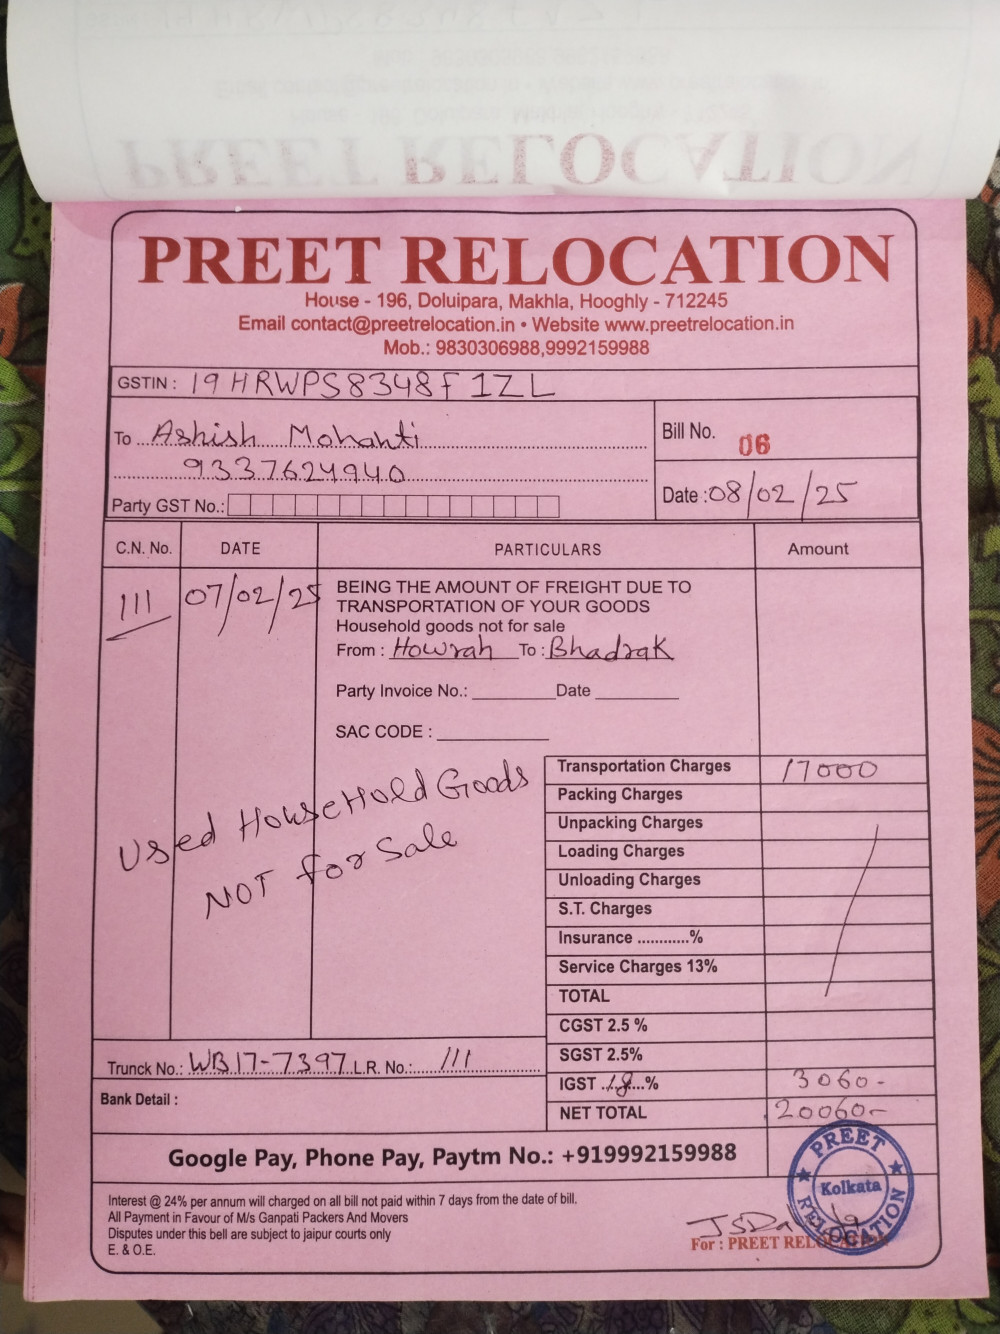 PREET RELOCATION
House - 196, Doluipara, Makhla, Hooghly - 712245
Email contact@preetrelocation.in • Website www.preetrelocation.in
Mob.: 9830306988,9992159988
GSTIN : 19HRWPS8348F1ZL
To Ashish Mohanti
9337624940
Party GST No.:
Bill No. 06
Date : 08/02/25
C.N. No. DATE PARTICULARS Amount
111 07/02/25
BEING THE AMOUNT OF FREIGHT DUE TO
TRANSPORTATION OF YOUR GOODS
Household goods not for sale
From : Howrah To : Bhadrak
Party Invoice No.: Date
SAC CODE :
Used HouseHold Goods
NOT for Sale
Transportation Charges 17000
Packing Charges
Unpacking Charges
Loading Charges
Unloading Charges
S.T. Charges
Insurance ............%
Service Charges 13%
TOTAL
CGST 2.5 %
SGST 2.5%
IGST ..18...% 3060-
NET TOTAL 20060-
Trunck No.: WB17-7397 L.R. No.: 111
Bank Detail :
Google Pay, Phone Pay, Paytm No.: +919992159988
Interest @ 24% per annum will charged on all bill not paid within 7 days from the date of bill.
All Payment in Favour of M/s Ganpati Packers And Movers
Disputes under this bell are subject to jaipur courts only
E. & O.E.
For : PREET RELOCATION
PREET RELOCATION
Kolkata